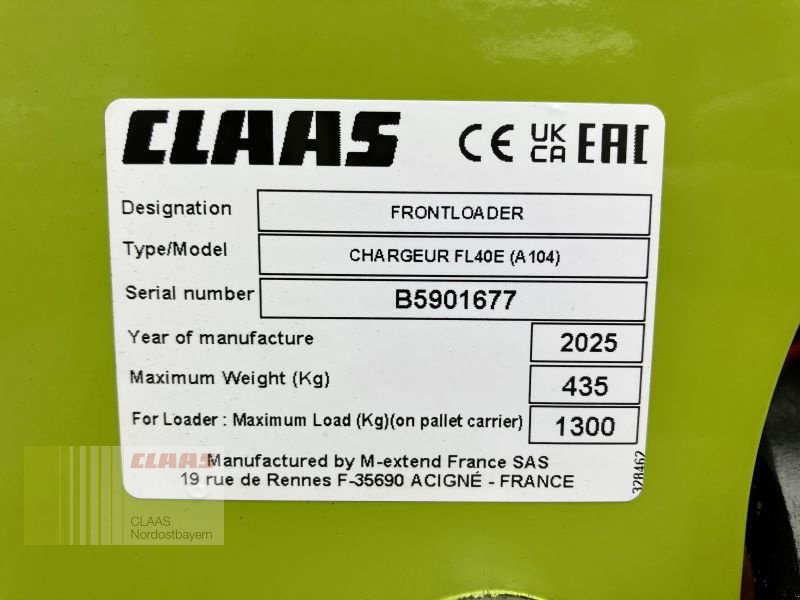 CLAAS CE UK CA EAC
Designation FRONTLOADER
Type/Model CHARGEUR FL40E (A104)
Serial number B5901677
Year of manufacture 2025
Maximum Weight (Kg) 435
For Loader : Maximum Load (Kg)(on pallet carrier) 1300
Manufactured by M-extend France SAS
19 rue de Rennes F-35690 ACIGNÉ - FRANCE
328462
CLAAS
CLAAS
Nordostbayern